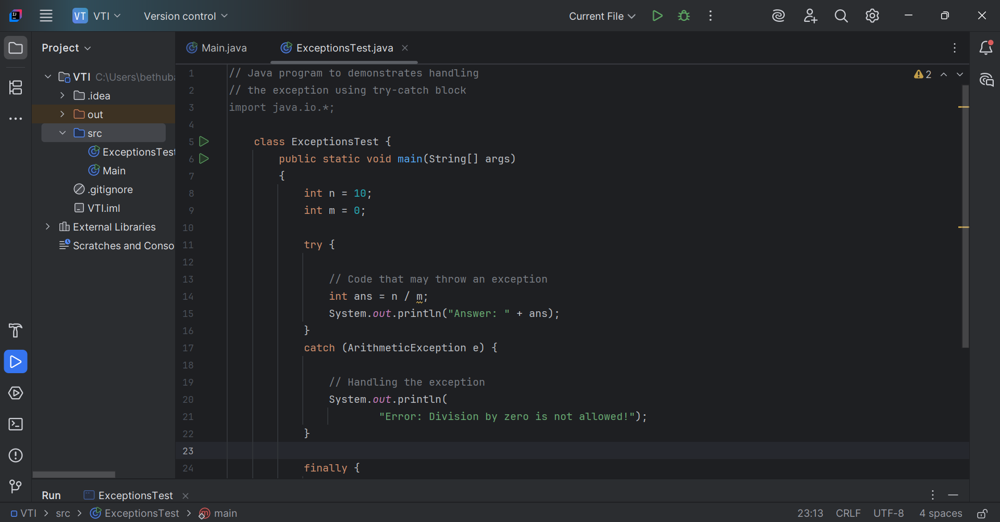 VT VTI Version control Current File
Project
Main.java ExceptionsTest.java
VTI C:\Users\bethuba
.idea
out
src
ExceptionsTest
Main
.gitignore
VTI.iml
External Libraries
Scratches and Conso
2
1 // Java program to demonstrates handling
2 // the exception using try-catch block
3 import java.io.*;
4
5 class ExceptionsTest {
6 public static void main(String[] args)
7 {
8 int n = 10;
9 int m = 0;
10
11 try {
12
13 // Code that may throw an exception
14 int ans = n / m;
15 System.out.println("Answer: " + ans);
16 }
17 catch (ArithmeticException e) {
18
19 // Handling the exception
20 System.out.println(
21 "Error: Division by zero is not allowed!");
22 }
23
24 finally {
Run ExceptionsTest
VTI > src > ExceptionsTest > main 23:13 CRLF UTF-8 4 spaces